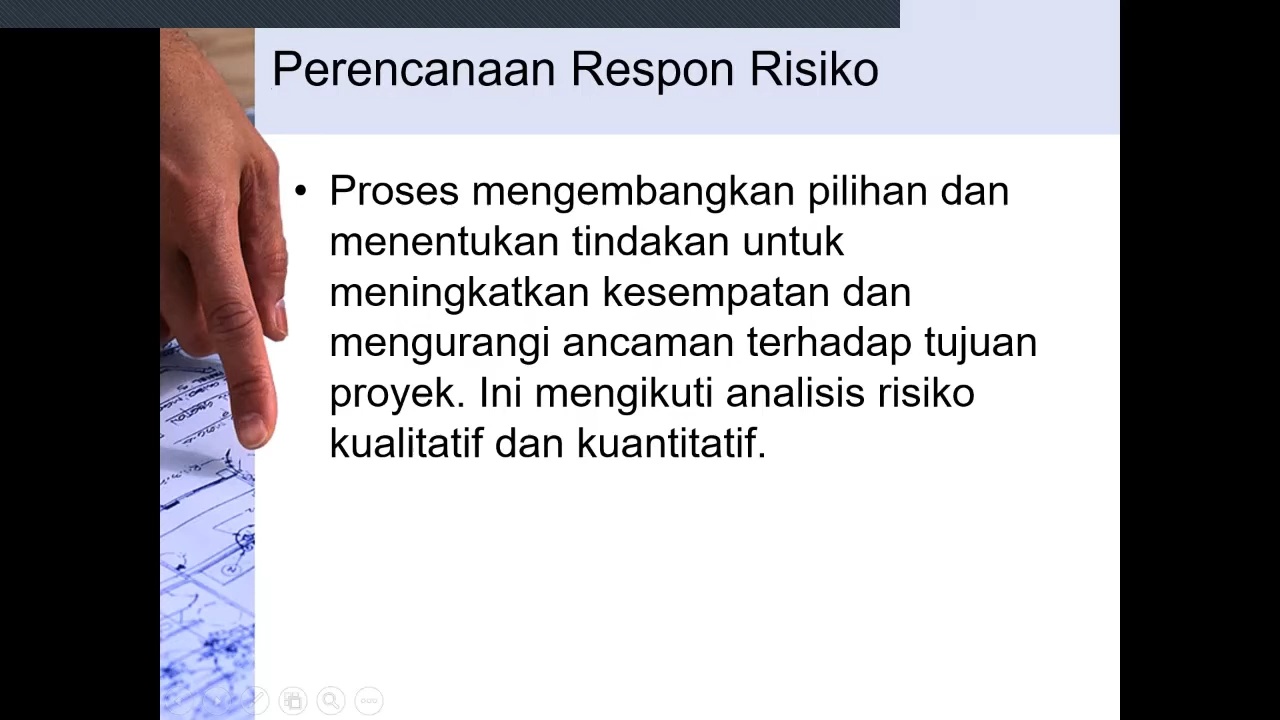 Perencanaan Respon Risiko
• Proses mengembangkan pilihan dan
menentukan tindakan untuk
meningkatkan kesempatan dan
mengurangi ancaman terhadap tujuan
proyek. Ini mengikuti analisis risiko
kualitatif dan kuantitatif.